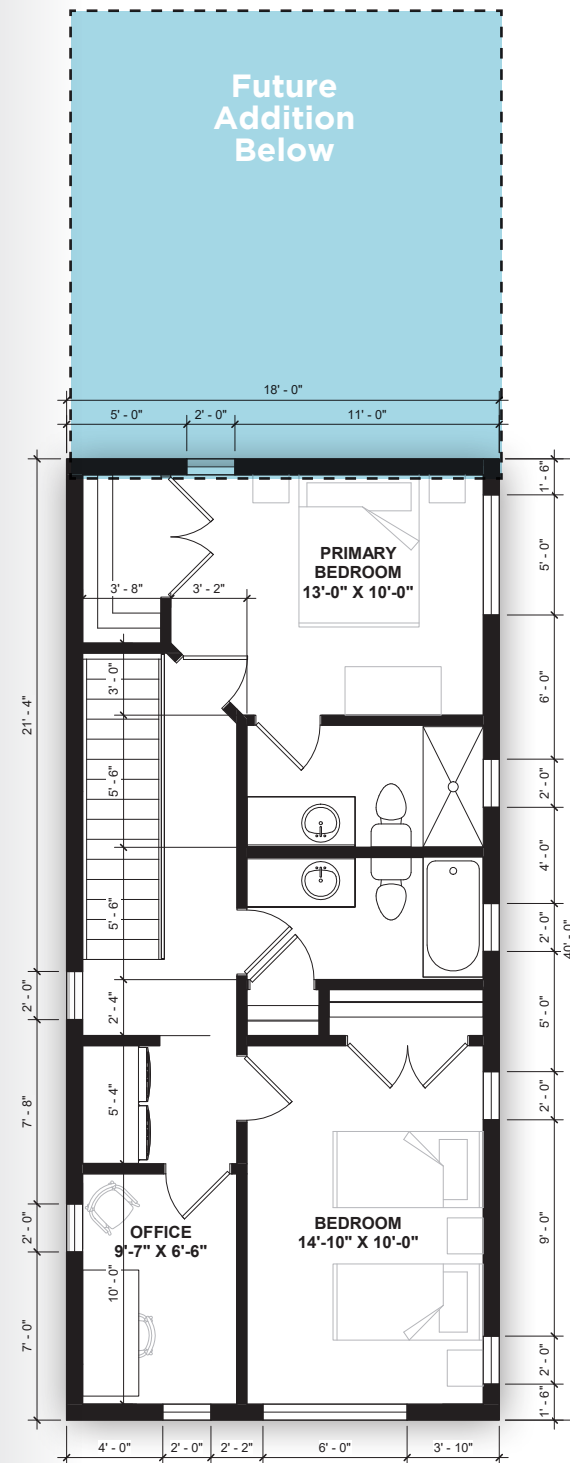 Future
Addition
Below
18' - 0"
5' - 0"
2' - 0"
11' - 0"
1' - 6"
5' - 0"
PRIMARY
BEDROOM
13'-0" X 10'-0"
3' - 8"
3' - 2"
3' - 0"
6' - 0"
21' - 4"
5' - 6"
2' - 0"
4' - 0"
5' - 6"
2' - 0"
40' - 0"
2' - 0"
2' - 4"
5' - 0"
5' - 4"
2' - 0"
7' - 8"
2' - 0"
OFFICE
9'-7" X 6'-6"
BEDROOM
14'-10" X 10'-0"
9' - 0"
10' - 0"
7' - 0"
2' - 0"
1' - 6"
4' - 0"
2' - 0"
2' - 2"
6' - 0"
3' - 10"